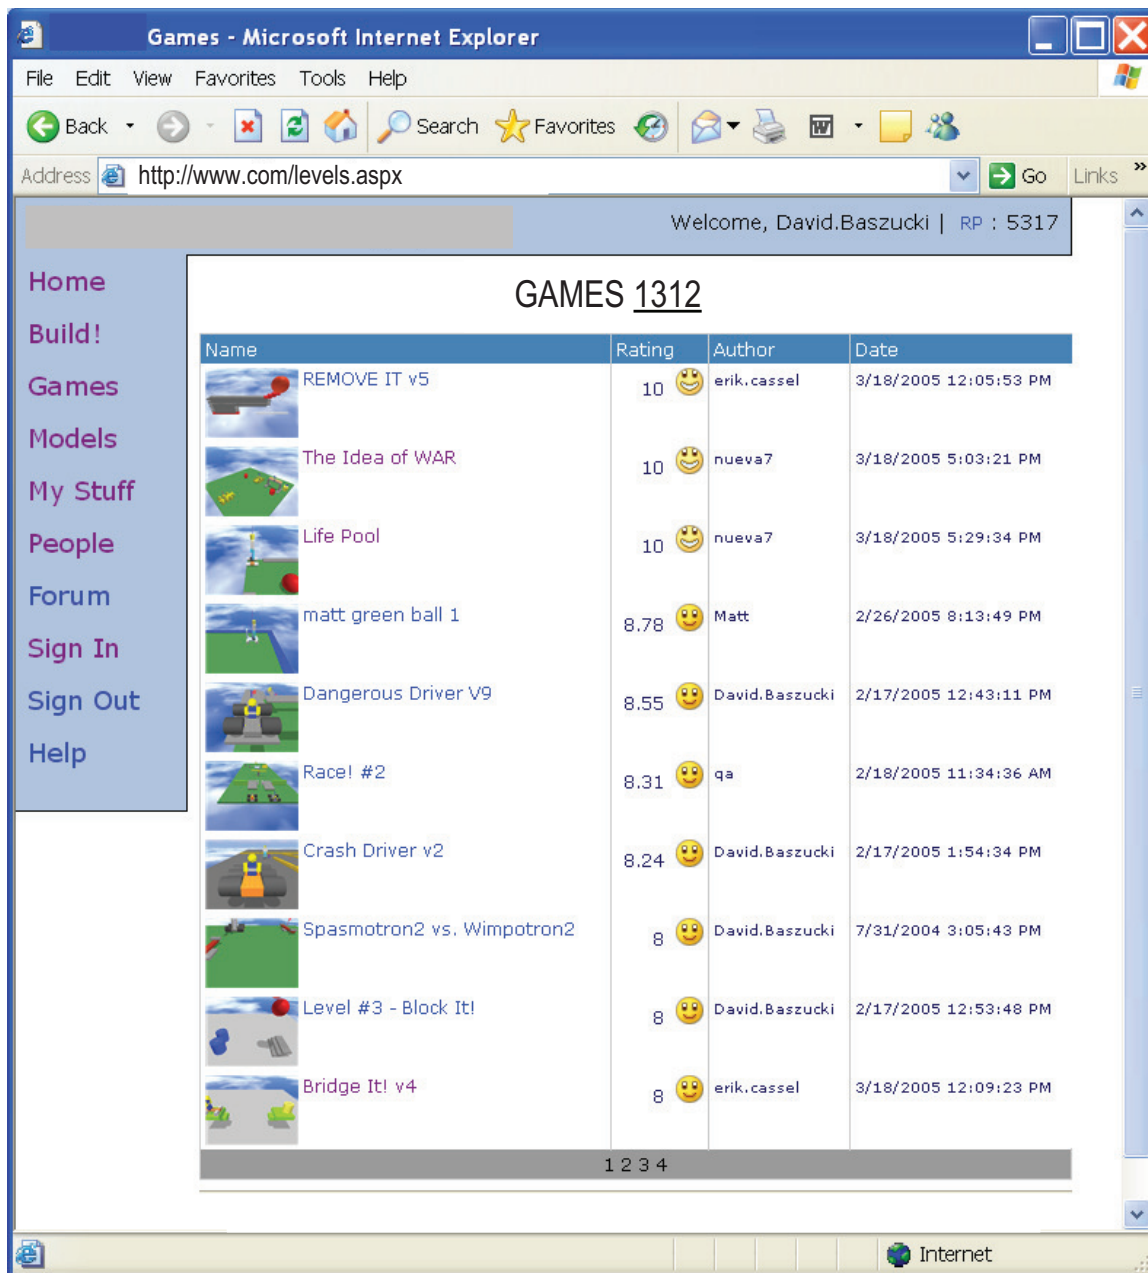 Games - Microsoft Internet Explorer
File Edit View Favorites Tools Help
Back Search Favorites
Address http://www.com/levels.aspx Go Links »
Welcome, David.Baszucki | RP : 5317
Home
Build!
Games
Models
My Stuff
People
Forum
Sign In
Sign Out
Help
GAMES 1312
Name Rating Author Date
REMOVE IT v5 10 erik.cassel 3/18/2005 12:05:53 PM
The Idea of WAR 10 nueva7 3/18/2005 5:03:21 PM
Life Pool 10 nueva7 3/18/2005 5:29:34 PM
matt green ball 1 8.78 Matt 2/26/2005 8:13:49 PM
Dangerous Driver V9 8.55 David.Baszucki 2/17/2005 12:43:11 PM
Race! #2 8.31 qa 2/18/2005 11:34:36 AM
Crash Driver v2 8.24 David.Baszucki 2/17/2005 1:54:34 PM
Spasmotron2 vs. Wimpotron2 8 David.Baszucki 7/31/2004 3:05:43 PM
Level #3 - Block It! 8 David.Baszucki 2/17/2005 12:53:48 PM
Bridge It! v4 8 erik.cassel 3/18/2005 12:09:23 PM
1 2 3 4
Internet